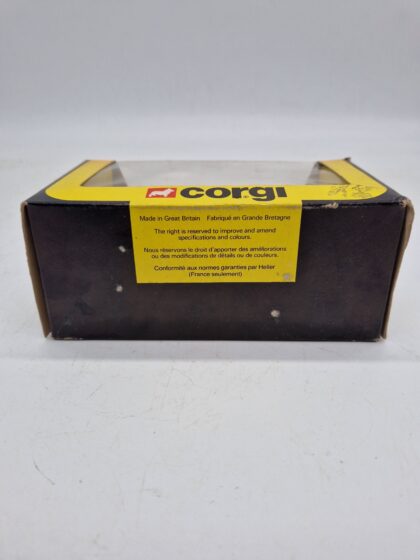 corgi
Made in Great Britain Fabriqué en Grande Bretagne
The right is reserved to improve and amend
specifications and colours.
Nous réservons le droit d'apporter des améliorations
ou des modifications de détails ou de couleurs.
Conformité aux normes garanties par Heller
(France seulement)